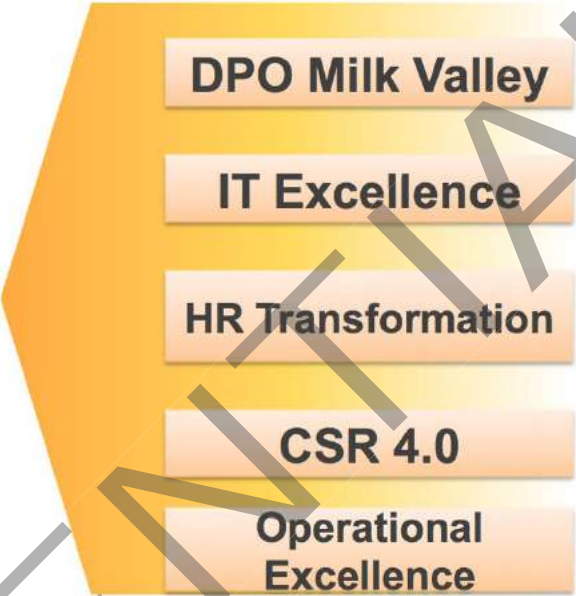 DPO Milk Valley
IT Excellence
HR Transformation
CSR 4.0
Operational
Excellence